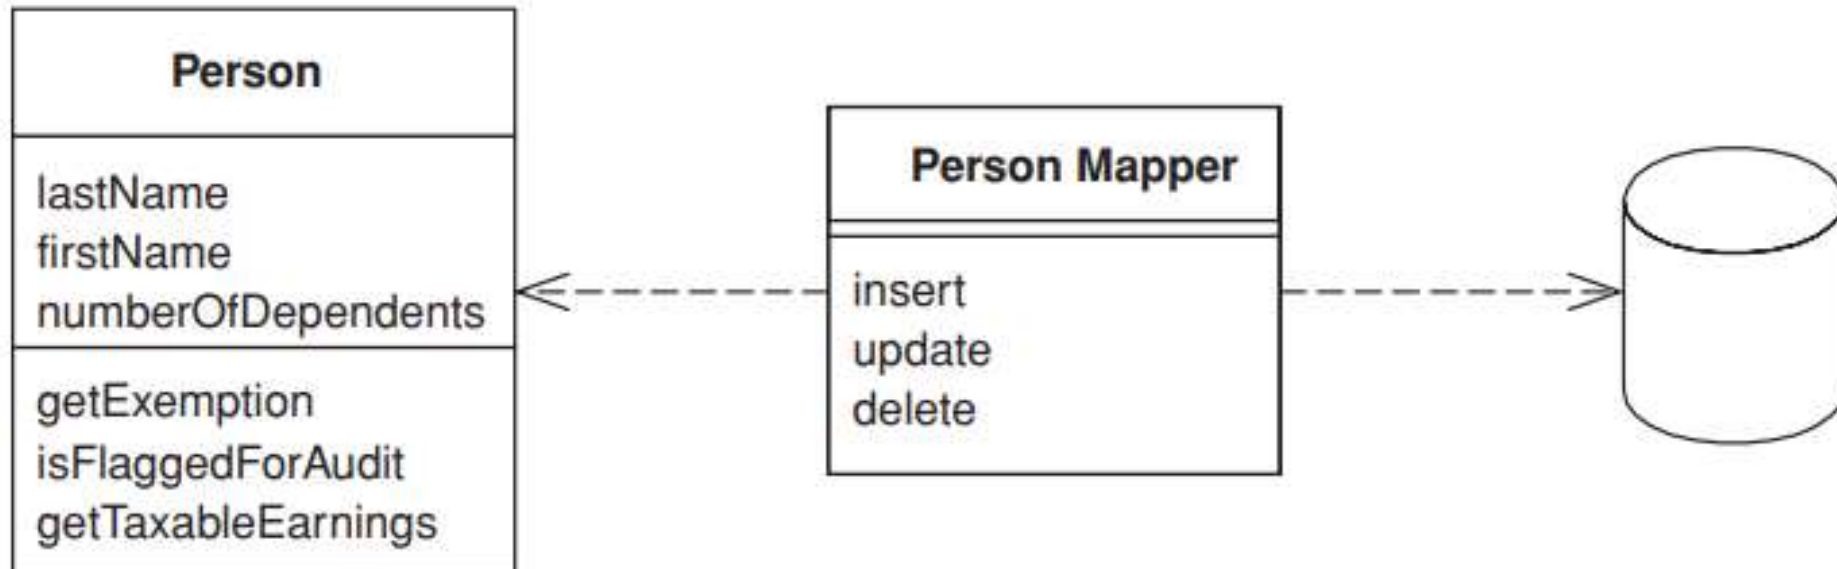 Person
lastName
firstName
numberOfDependents
getExemption
isFlaggedForAudit
getTaxableEarnings
Person Mapper
insert
update
delete